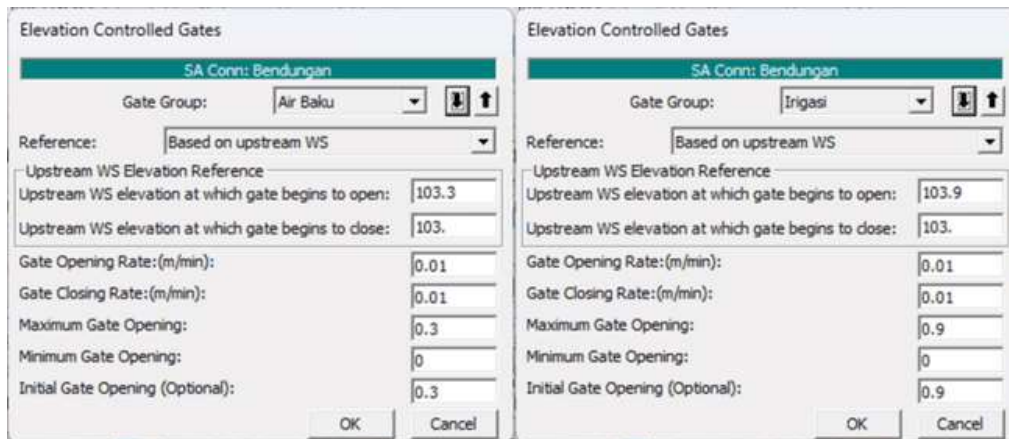 Elevation Controlled Gates
SA Conn: Bendungan
Gate Group: Air Baku
Reference: Based on upstream WS
Upstream WS Elevation Reference
Upstream WS elevation at which gate begins to open: 103.3
Upstream WS elevation at which gate begins to close: 103.
Gate Opening Rate:(m/min): 0.01
Gate Closing Rate:(m/min): 0.01
Maximum Gate Opening: 0.3
Minimum Gate Opening: 0
Initial Gate Opening (Optional): 0.3
OK Cancel
Elevation Controlled Gates
SA Conn: Bendungan
Gate Group: Irigasi
Reference: Based on upstream WS
Upstream WS Elevation Reference
Upstream WS elevation at which gate begins to open: 103.9
Upstream WS elevation at which gate begins to close: 103.
Gate Opening Rate:(m/min): 0.01
Gate Closing Rate:(m/min): 0.01
Maximum Gate Opening: 0.9
Minimum Gate Opening: 0
Initial Gate Opening (Optional): 0.9
OK Cancel